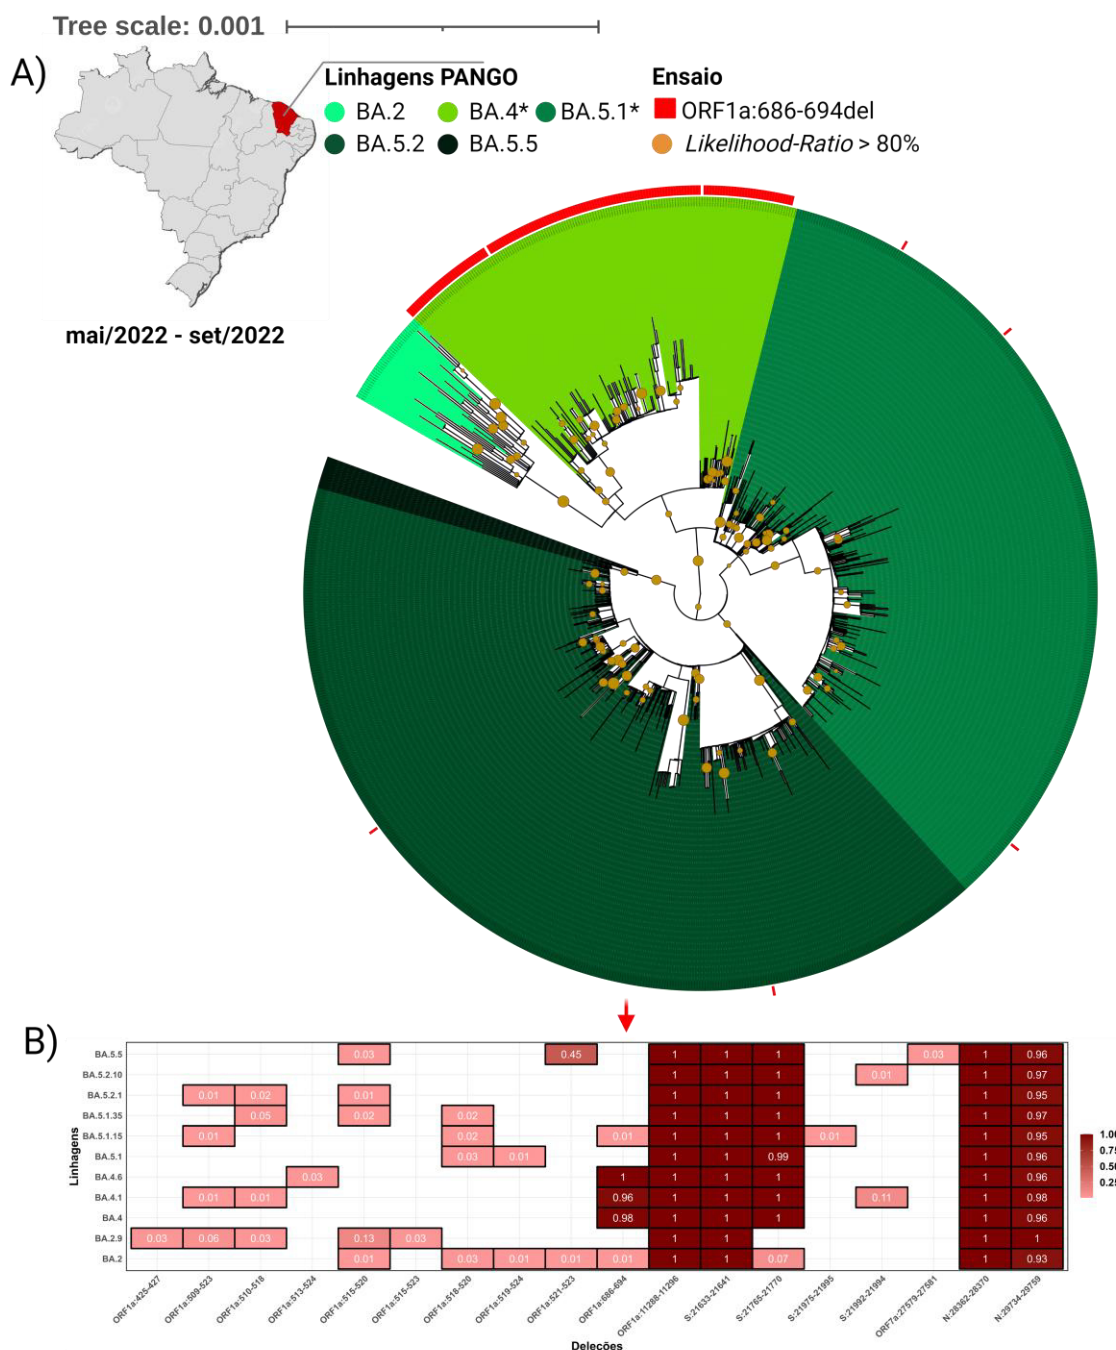 Tree scale: 0.001
A)
Linhagens PANGO
BA.2
BA.4*
BA.5.1*
BA.5.2
BA.5.5
Ensaio
ORF1a:686-694del
Likelihood-Ratio > 80%
mai/2022 - set/2022
B)
Linhagens
BA.5.5 0.03 0.45 1 1 1 0.03 1 0.96
BA.5.2.10 1 1 1 0.01 1 0.97
BA.5.2.1 0.01 0.02 0.01 1 1 1 1 0.95
BA.5.1.35 0.05 0.02 0.02 1 1 1 1 0.97
BA.5.1.15 0.01 0.02 0.01 1 1 1 0.01 1 0.95
BA.5.1 0.03 0.01 1 1 0.99 1 0.96
BA.4.6 0.03 1 1 1 1 1 0.96
BA.4.1 0.01 0.01 0.96 1 1 1 0.11 1 0.98
BA.4 0.98 1 1 1 1 0.96
BA.2.9 0.03 0.06 0.03 0.13 0.03 1 1 1 1
BA.2 0.01 0.03 0.01 0.01 0.01 1 1 0.07 1 0.93
1.00
0.75
0.50
0.25
ORF1a:425-427
ORF1a:509-523
ORF1a:510-518
ORF1a:513-524
ORF1a:515-520
ORF1a:515-523
ORF1a:518-520
ORF1a:519-524
ORF1a:521-523
ORF1a:686-694
ORF1a:11288-11296
S:21633-21641
S:21765-21770
S:21975-21995
S:21992-21994
ORF7a:27579-27581
N:28362-28370
N:29734-29759
Deleções